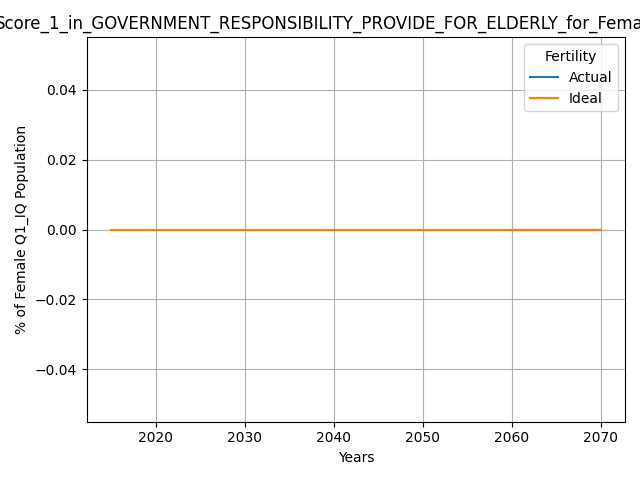 Score_1_in_GOVERNMENT_RESPONSIBILITY_PROVIDE_FOR_ELDERLY_for_Fema
Fertility
Actual
Ideal
0.04
0.02
0.00
−0.02
−0.04
% of Female Q1_IQ Population
2020 2030 2040 2050 2060 2070
Years